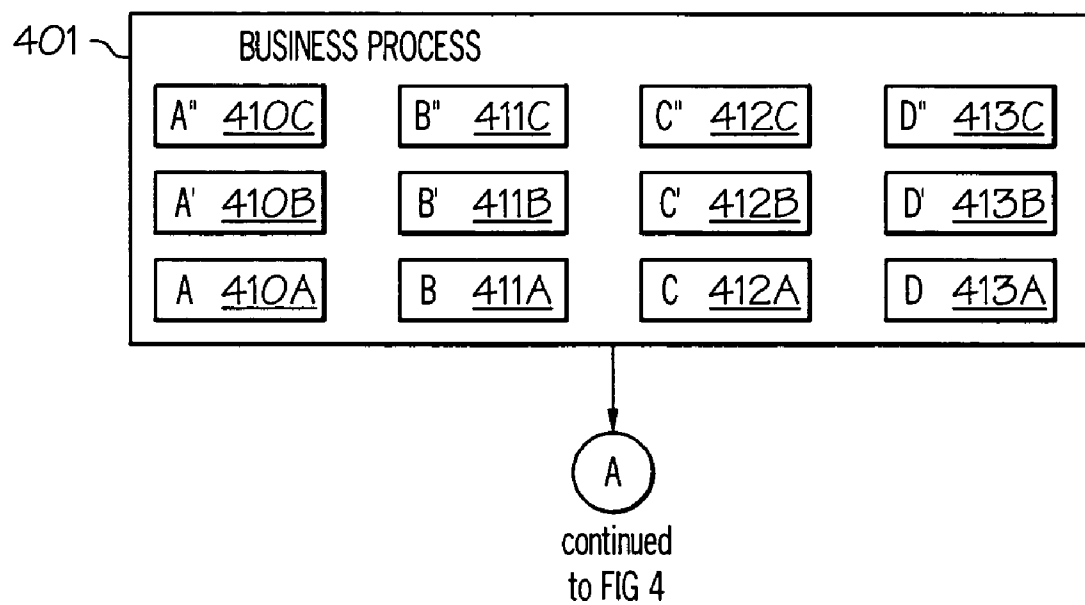 401 BUSINESS PROCESS
A" 410C B" 411C C" 412C D" 413C
A' 410B B' 411B C' 412B D' 413B
A 410A B 411A C 412A D 413A
A
continued
to FIG 4